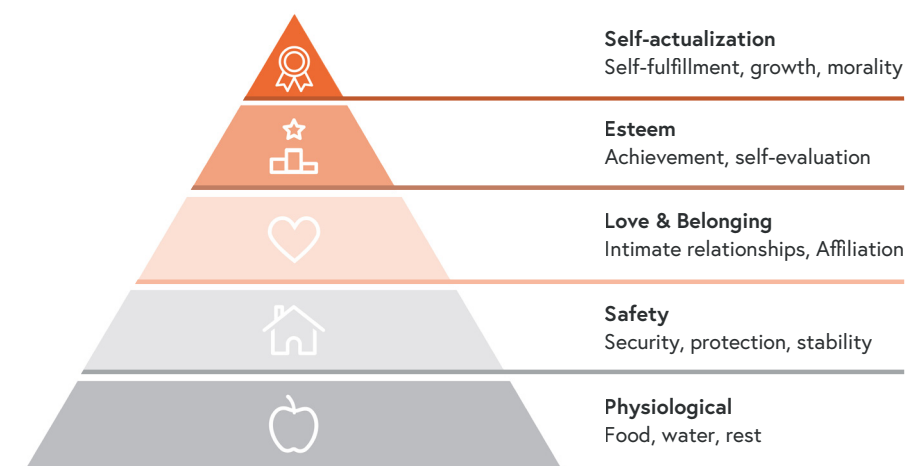 Self-actualization
Self-fulfillment, growth, morality
Esteem
Achievement, self-evaluation
Love & Belonging
Intimate relationships, Affiliation
Safety
Security, protection, stability
Physiological
Food, water, rest